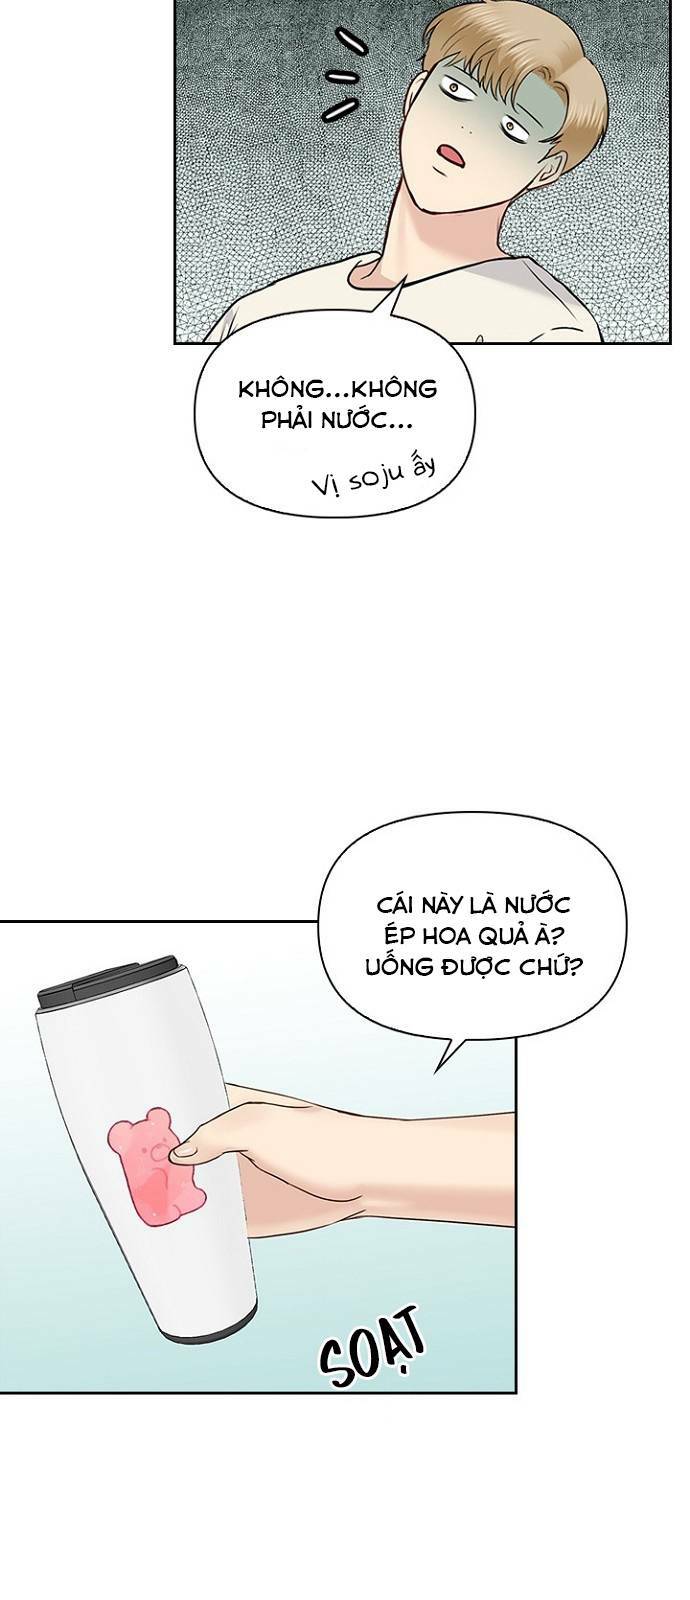 KHÔNG...KHÔNG
PHẢI NƯỚC...
Vị soju ấy
CÁI NÀY LÀ NƯỚC
ÉP HOA QUẢ À?
UỐNG ĐƯỢC CHỨ?
SOẠT